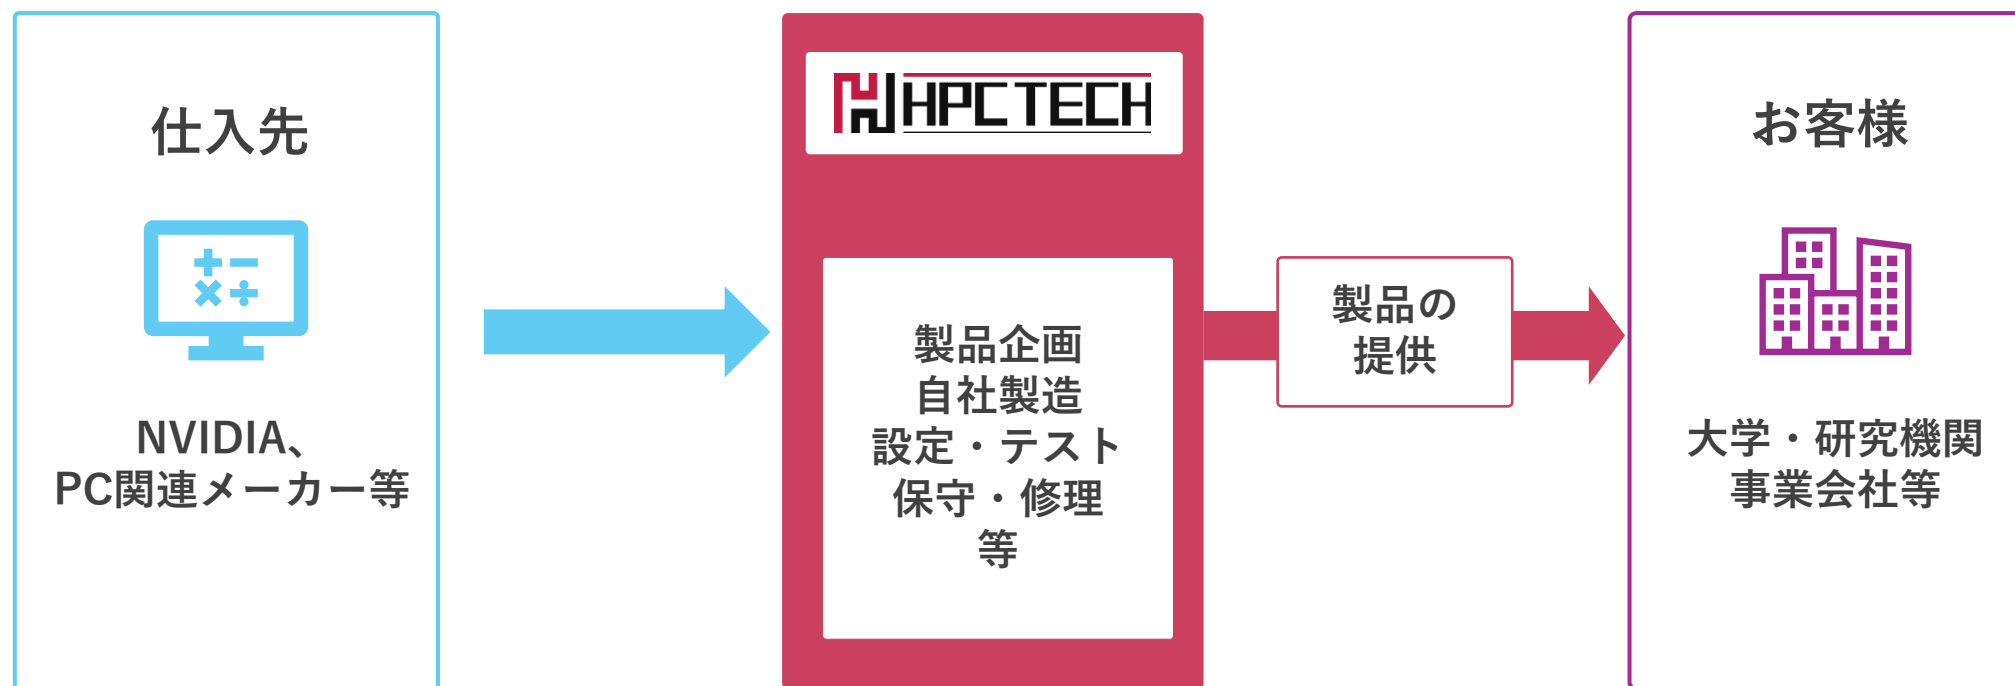 仕入先
NVIDIA、
PC関連メーカー等
HPCTECH
製品企画
自社製造
設定・テスト
保守・修理
等
製品の
提供
お客様
大学・研究機関
事業会社等